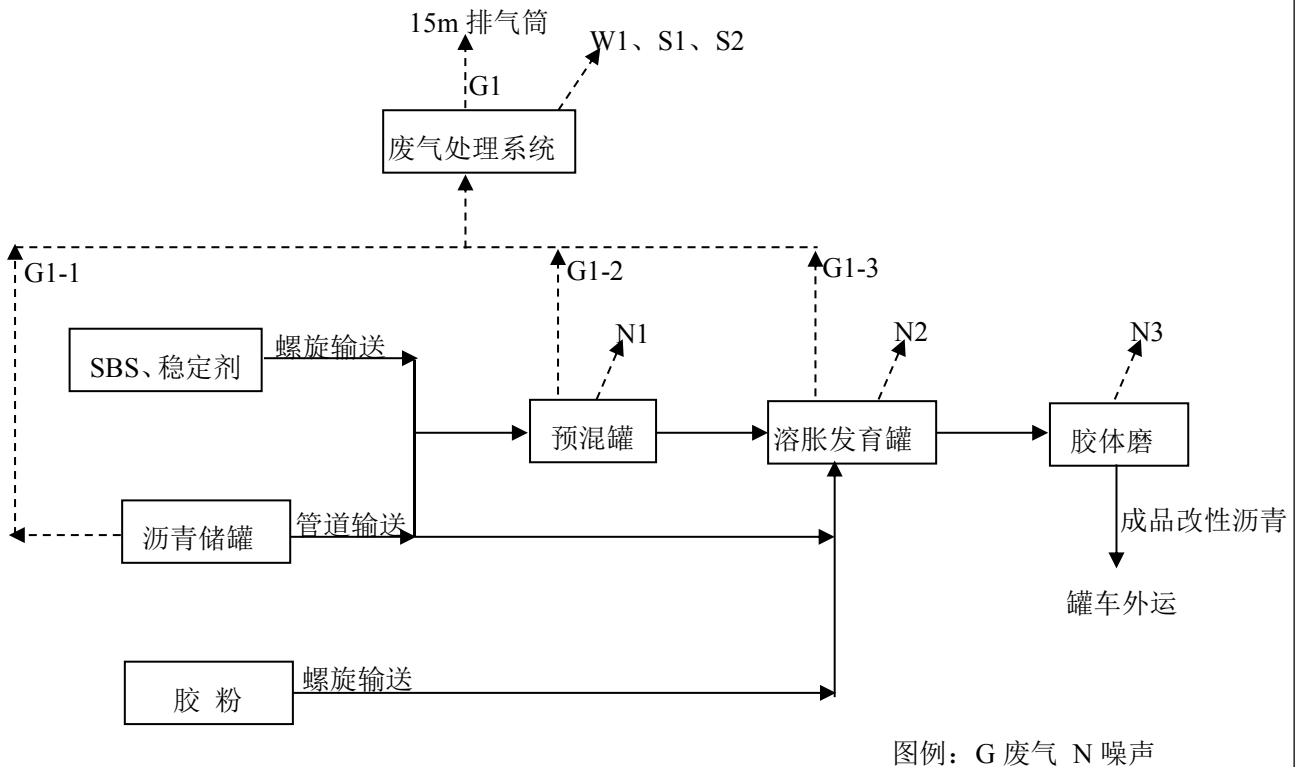 15m 排气筒
W1、S1、S2
G1
废气处理系统
G1-1
G1-2
G1-3
SBS、稳定剂
螺旋输送
N1
N2
N3
预混罐
溶胀发育罐
胶体磨
沥青储罐
管道输送
成品改性沥青
罐车外运
胶 粉
螺旋输送
图例：G 废气 N 噪声